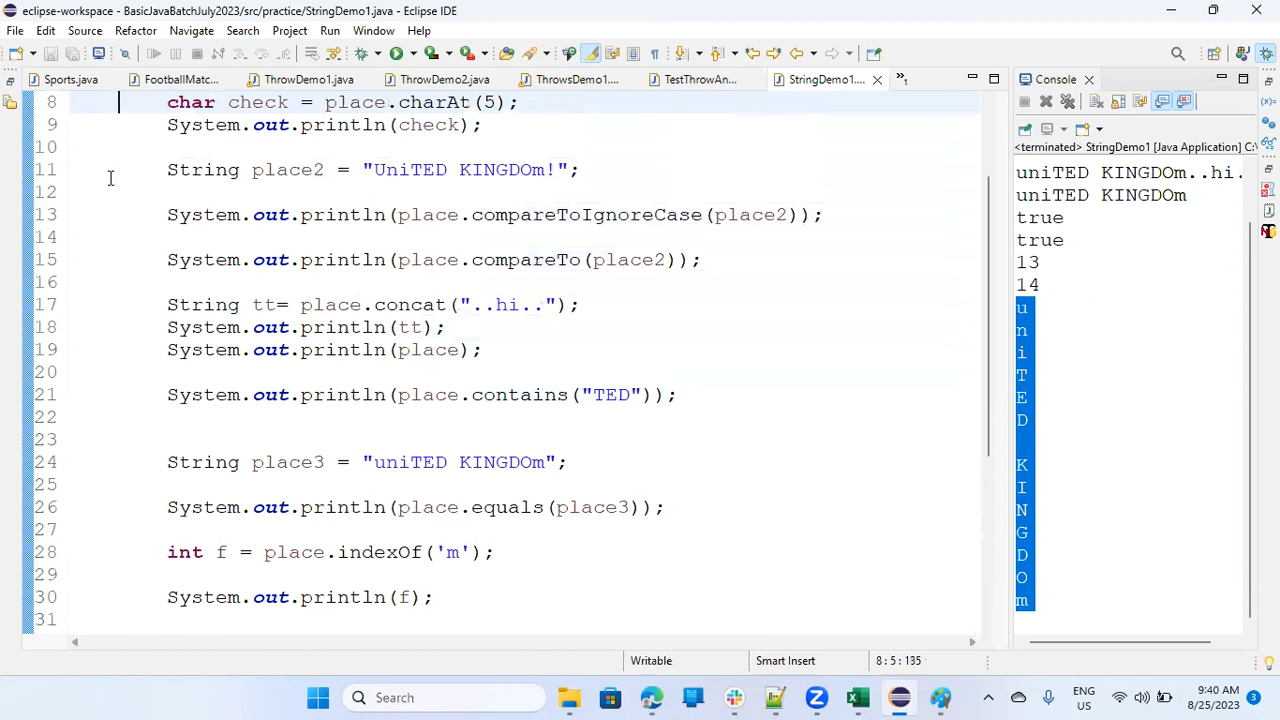 eclipse-workspace - BasicJavaBatchJuly2023/src/practice/StringDemo1.java - Eclipse IDE
File Edit Source Refactor Navigate Search Project Run Window Help
Sports.java FootballMatc... ThrowDemo1.java ThrowDemo2.java ThrowsDemo1.... TestThrowAn... StringDemo1....
8 char check = place.charAt(5);
9 System.out.println(check);
10
11 String place2 = "UniTED KINGDOm!";
12
13 System.out.println(place.compareToIgnoreCase(place2));
14
15 System.out.println(place.compareTo(place2));
16
17 String tt= place.concat("..hi..");
18 System.out.println(tt);
19 System.out.println(place);
20
21 System.out.println(place.contains("TED"));
22
23
24 String place3 = "uniTED KINGDOm";
25
26 System.out.println(place.equals(place3));
27
28 int f = place.indexOf('m');
29
30 System.out.println(f);
31
Console
<terminated> StringDemo1 [Java Application]
uniTED KINGDOm..hi.
uniTED KINGDOm
true
true
13
14
u
n
i
T
E
D
K
I
N
G
D
O
m
Writable Smart Insert 8 : 5 : 135
Search
ENG
US
9:40 AM
8/25/2023
3